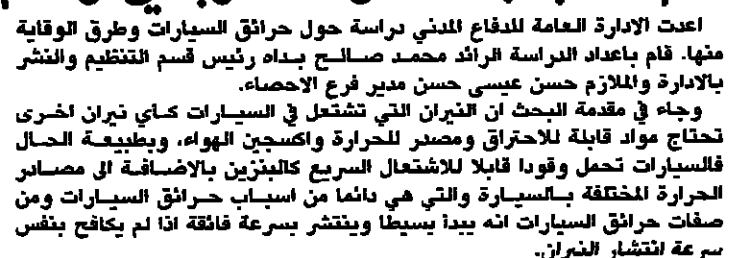 اعدت الادارة العامة للدفاع المدني دراسة حول حرائق السيارات وطرق الوقاية
منها. قام باعداد الدراسة الرائد محمد صالح بداه رئيس قسم التنظيم والنشر
بالادارة والملازم حسن عيسى حسن مدير فرع الاحصاء.
وجاء في مقدمة البحث ان النيران التي تشتعل في السيارات كأي نيران اخرى
تحتاج مواد قابلة للاحتراق ومصدر للحرارة واكسجين الهواء، وبطبيعة الحال
فالسيارات تحمل وقودا قابلا للاشتعال السريع كالبنزين بالاضافة الى مصادر
الحرارة المختلفة بالسيارة والتي هي دائما من اسباب حرائق السيارات ومن
صفات حرائق السيارات انه يبدأ بسيطا وينتشر بسرعة فائقة اذا لم يكافح بنفس
سرعة انتشار النيران.